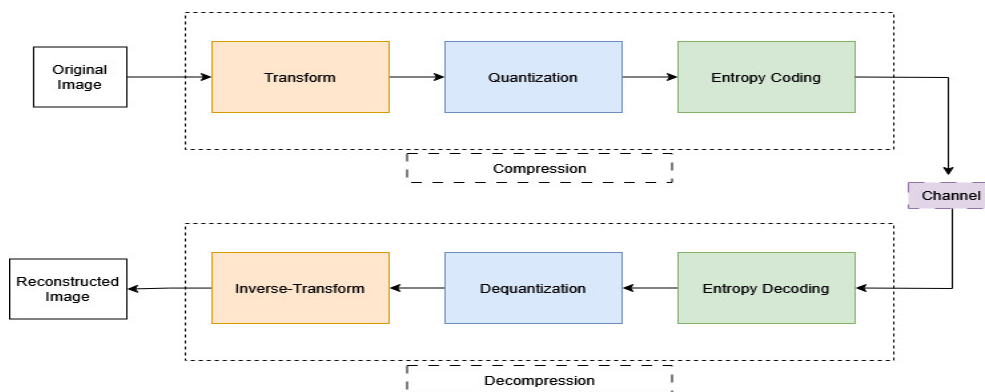 Original
Image
Transform
Quantization
Entropy Coding
Compression
Channel
Reconstructed
Image
Inverse-Transform
Dequantization
Entropy Decoding
Decompression